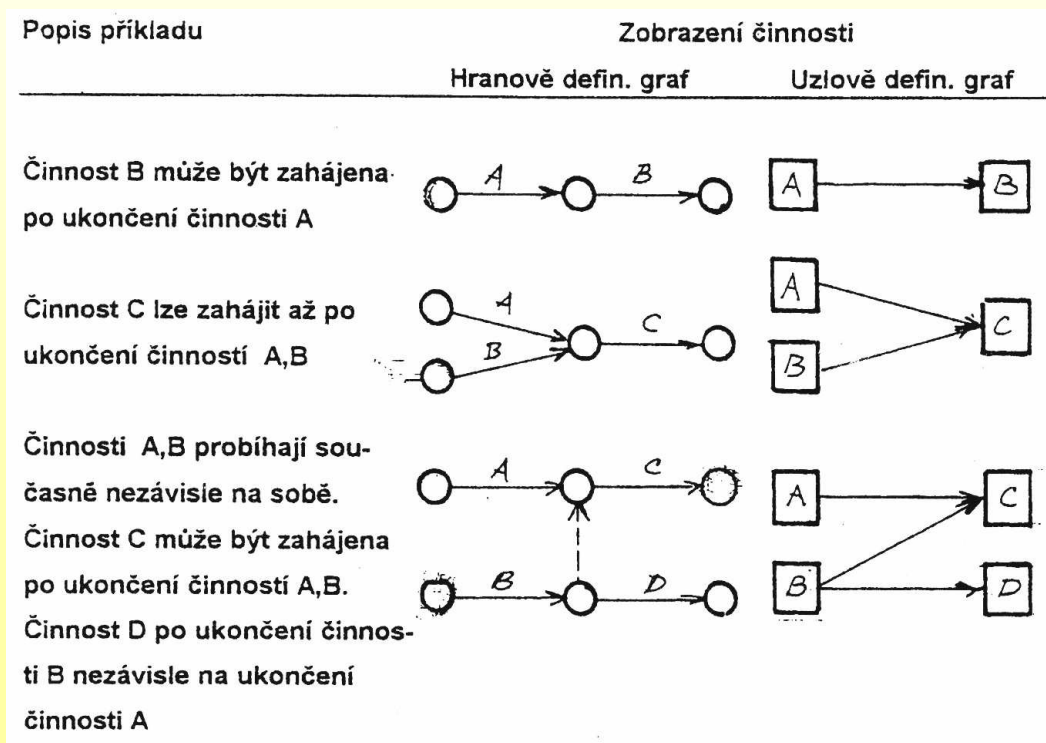 Popis příkladu
Zobrazení činnosti
Hranově defin. graf
Uzlově defin. graf
Činnost B může být zahájena
po ukončení činnosti A
A
B
A
B
Činnost C lze zahájit až po
ukončení činností A,B
A
B
C
A
B
C
Činnosti A,B probíhají sou-
časně nezávisle na sobě.
Činnost C může být zahájena
po ukončení činností A,B.
Činnost D po ukončení činnos-
ti B nezávisle na ukončení
činnosti A
A
C
B
D
A
C
B
D